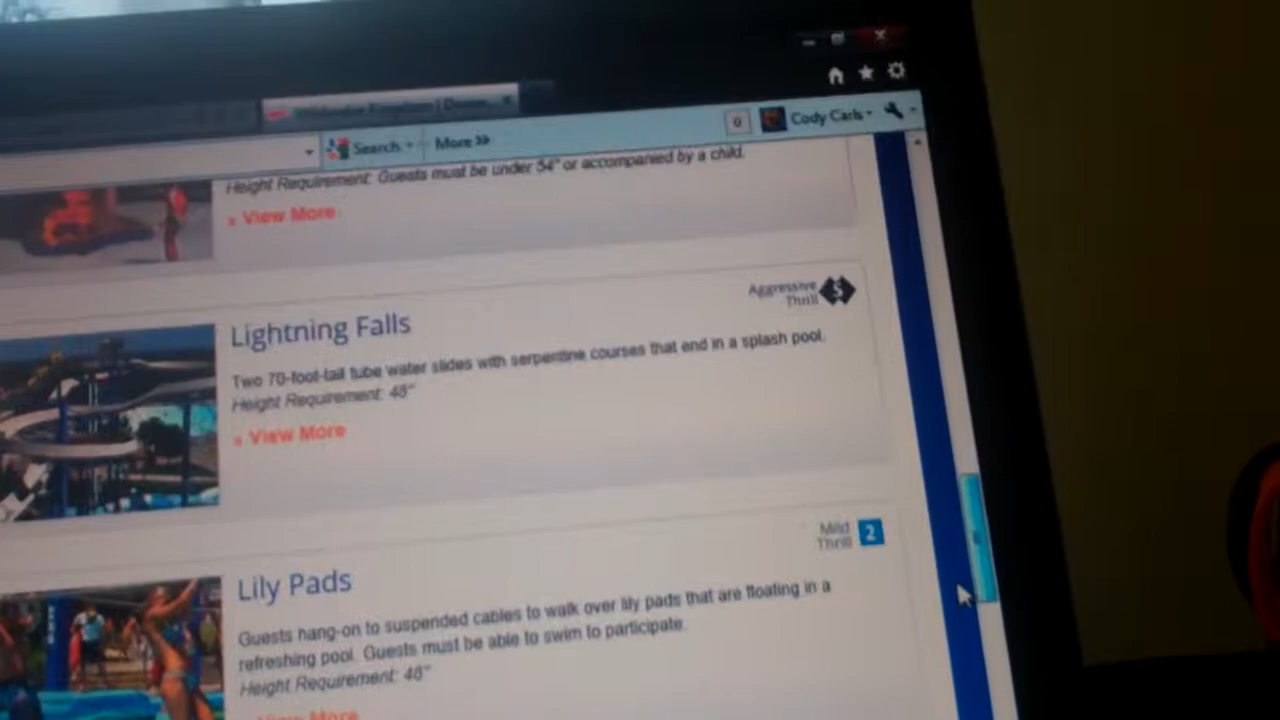 0 Cody Carls
Search More »
Height Requirement: Guests must be under 54" or accompanied by a child.
» View More
Aggressive
Thrill 5
Lightning Falls
Two 70-foot-tall tube water slides with serpentine courses that end in a splash pool.
Height Requirement: 48"
» View More
Mild
Thrill 2
Lily Pads
Guests hang-on to suspended cables to walk over lily pads that are floating in a
refreshing pool. Guests must be able to swim to participate.
Height Requirement: 48"
View More